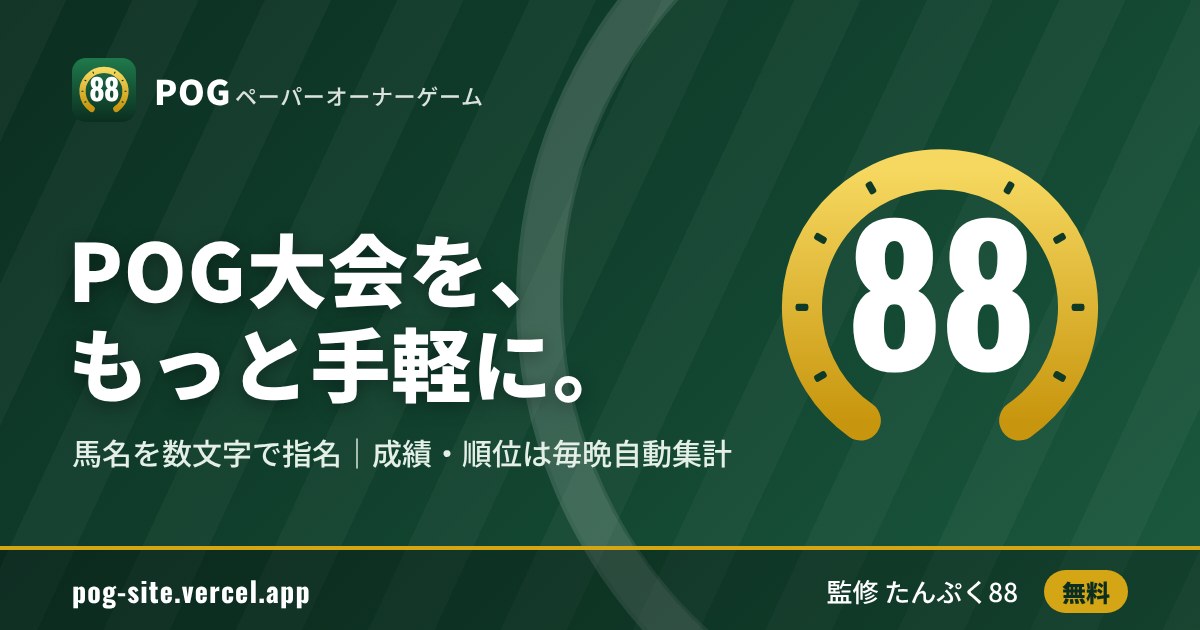 88
POG ペーパーオーナーゲーム
88
POG大会を、
もっと手軽に。
馬名を数文字で指名｜成績・順位は毎晩自動集計
pog-site.vercel.app
監修 たんぷく88
無料